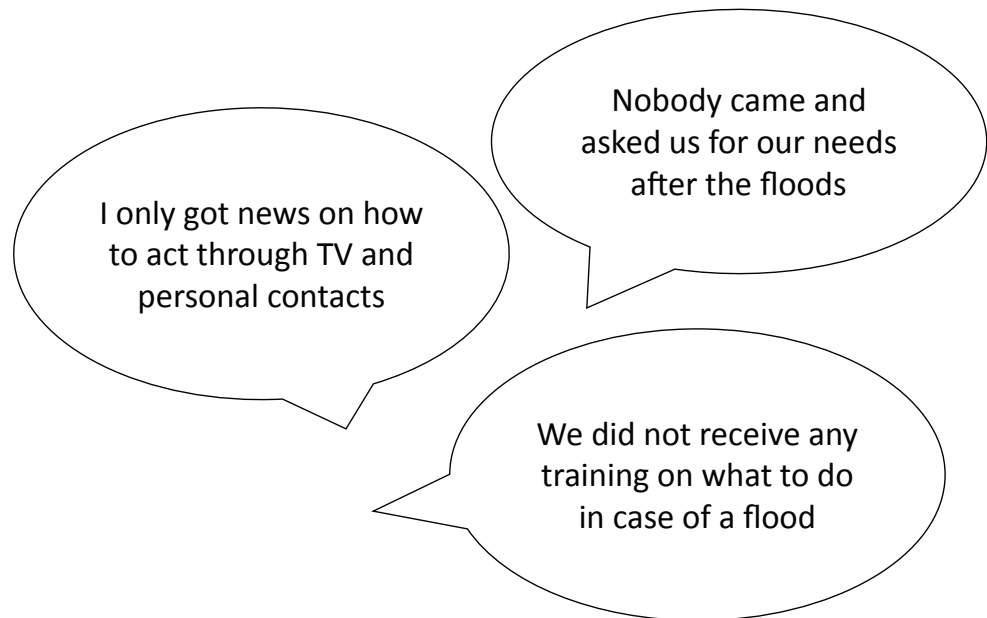 Nobody came and
asked us for our needs
after the floods
I only got news on how
to act through TV and
personal contacts
We did not receive any
training on what to do
in case of a flood